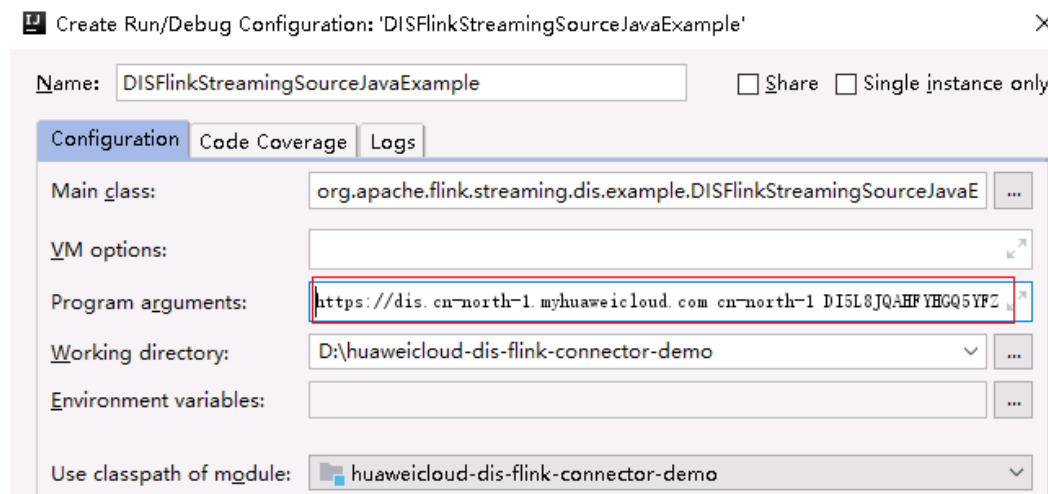 Create Run/Debug Configuration: 'DISFlinkStreamingSourceJavaExample'
Name: DISFlinkStreamingSourceJavaExample Share Single instance only
Configuration Code Coverage Logs
Main class: org.apache.flink.streaming.dis.example.DISFlinkStreamingSourceJavaE ...
VM options:
Program arguments: https://dis.cn-north-1.myhuaweicloud.com cn-north-1 DI5L8JQAHFYHGQ5YFZ
Working directory: D:\huaweicloud-dis-flink-connector-demo ...
Environment variables: ...
Use classpath of module: huaweicloud-dis-flink-connector-demo